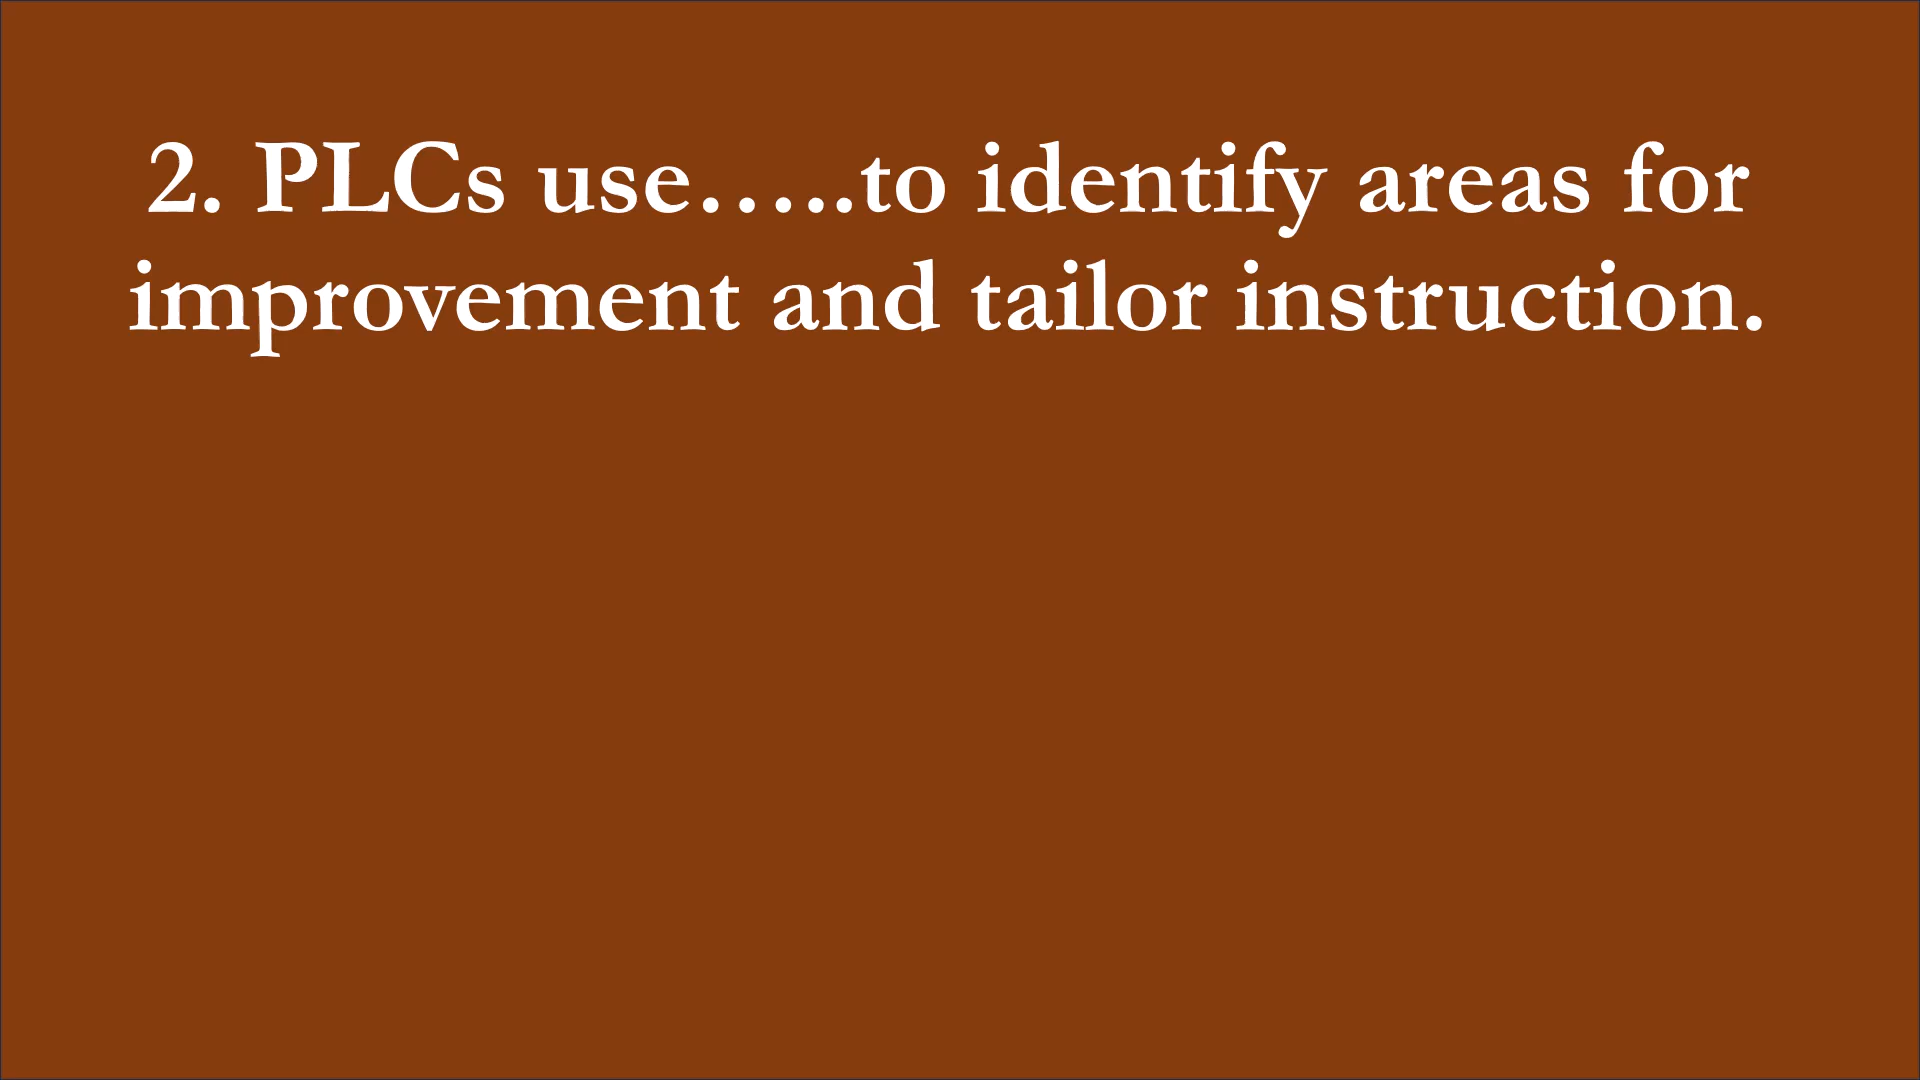 2. PLCs use…..to identify areas for
improvement and tailor instruction.